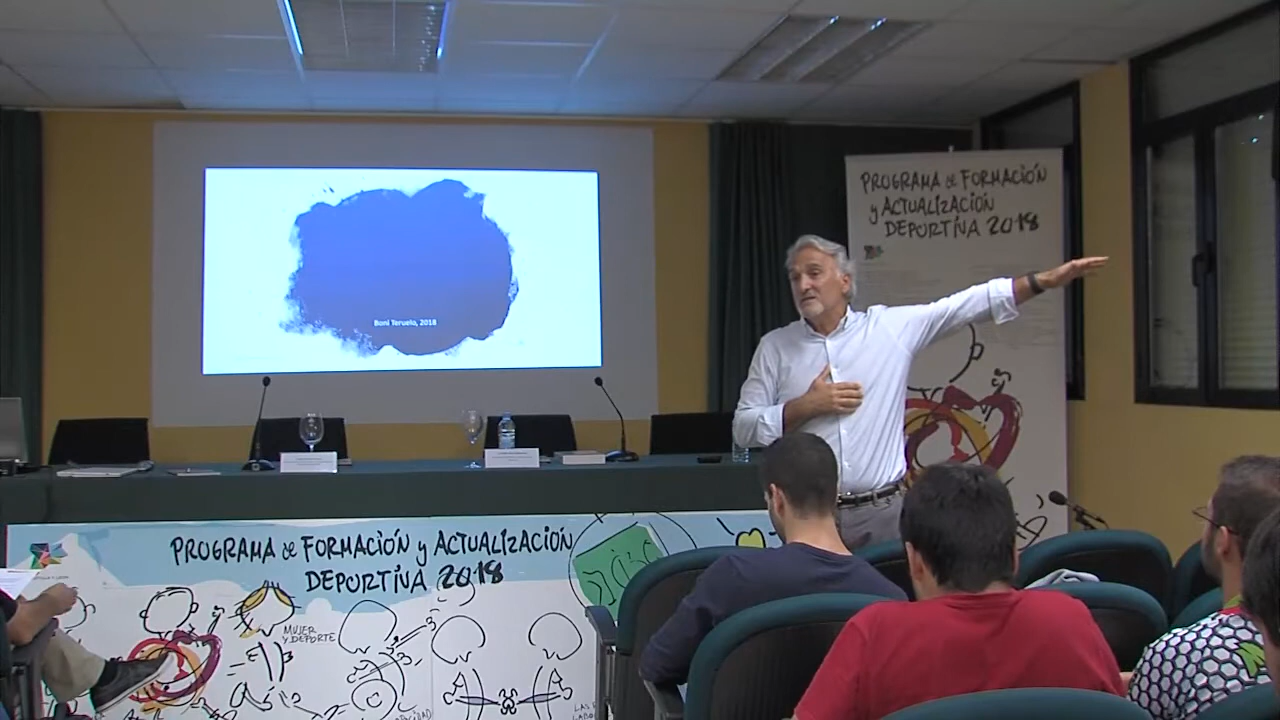 Boni Teruelo, 2018
PROGRAMA de FORMACIÓN
y ACTUALIZACIÓN
DEPORTIVA 2018
PROGRAMA de FORMACIÓN y ACTUALIZACIÓN
DEPORTIVA 2018
MUJER
Y DEPORTE